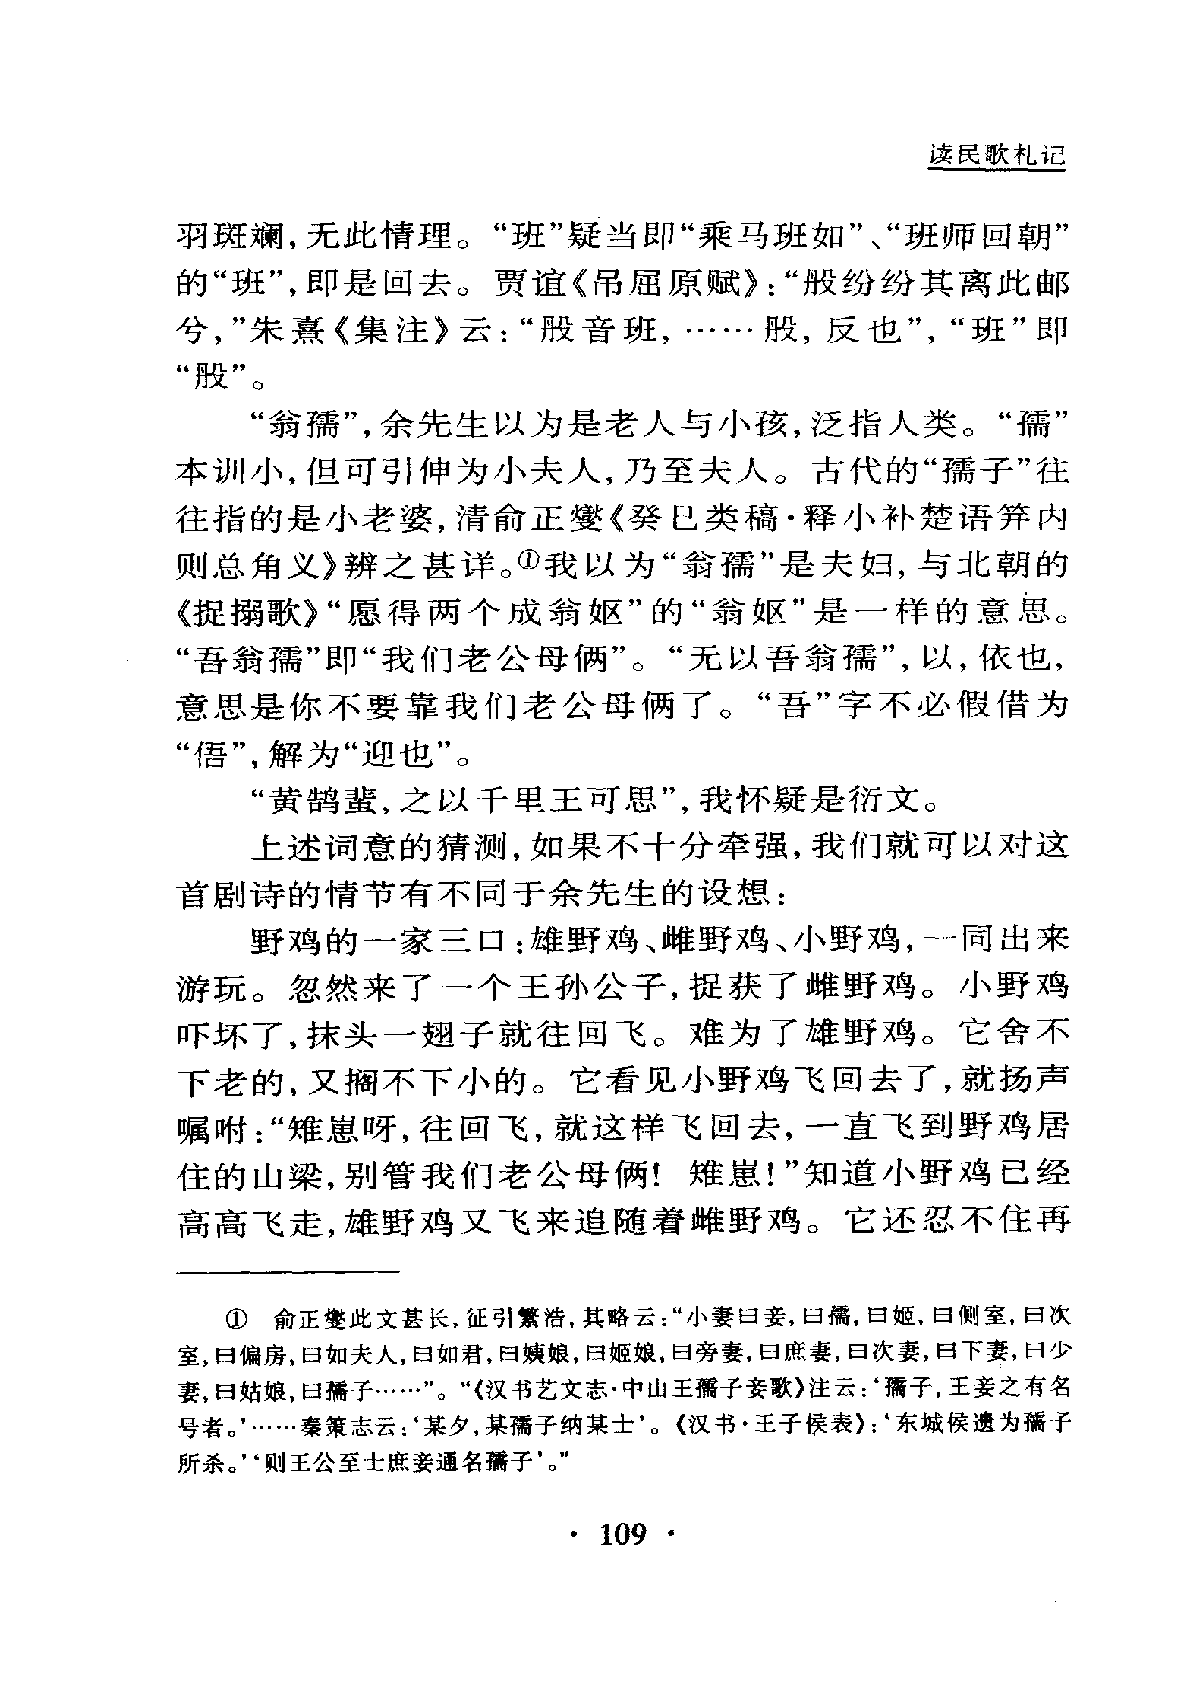 读民歌札记
羽斑斓，无此情理。“班”疑当即“乘马班如”、“班师回朝”
的“班”，即是回去。贾谊《吊屈原赋》：“般纷纷其离此邮
兮，”朱熹《集注》云：“般音班，……般，反也”，“班”即
“般”。
“翁孺”，余先生以为是老人与小孩，泛指人类。“孺”
本训小，但可引伸为小夫人，乃至夫人。古代的“孺子”往
往指的是小老婆，清俞正燮《癸巳类稿·释小补楚语笄内
则总角义》辨之甚详。①我以为“翁孺”是夫妇，与北朝的
《捉搦歌》“愿得两个成翁妪”的“翁妪”是一样的意思。
“吾翁孺”即“我们老公母俩”。“无以吾翁孺”，以，依也，
意思是你不要靠我们老公母俩了。“吾”字不必假借为
“俉”，解为“迎也”。
“黄鹄蜚，之以千里王可思”，我怀疑是衍文。
上述词意的猜测，如果不十分牵强，我们就可以对这
首剧诗的情节有不同于余先生的设想：
野鸡的一家三口：雄野鸡、雌野鸡、小野鸡，一同出来
游玩。忽然来了一个王孙公子，捉获了雌野鸡。小野鸡
吓坏了，抹头一翅子就往回飞。难为了雄野鸡。它舍不
下老的，又搁不下小的。它看见小野鸡飞回去了，就扬声
嘱咐：“雉崽呀，往回飞，就这样飞回去，一直飞到野鸡居
住的山梁，别管我们老公母俩！雉崽！”知道小野鸡已经
高高飞走，雄野鸡又飞来追随着雌野鸡。它还忍不住再
① 俞正燮此文甚长，征引繁浩，其略云：“小妻曰妾，曰孺，曰姬，曰侧室，曰次
室，曰偏房，曰如夫人，曰如君，曰姨娘，曰姬娘，曰旁妻，曰庶妻，曰次妻，曰下妻，曰少
妻，曰姑娘，曰孺子……”。“《汉书艺文志·中山王孺子妾歌》注云：‘孺子，王妾之有名
号者。’……秦策志云：‘某夕，某孺子纳某士’。《汉书·王子侯表》：‘东城侯遗为孺子
所杀。’‘则王公至士庶妾通名孺子’。”
· 109 ·